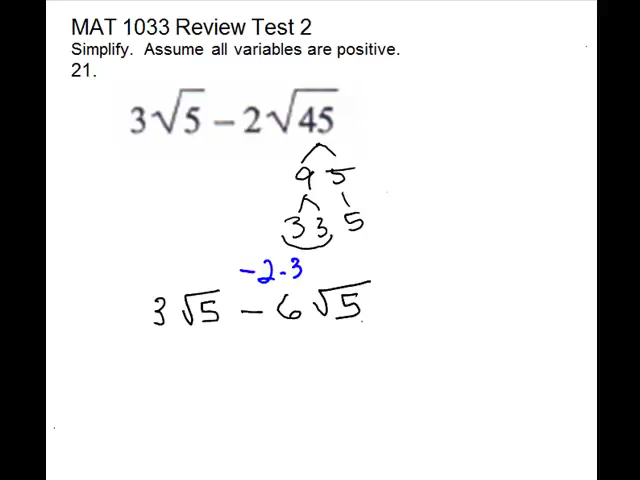 MAT 1033 Review Test 2
Simplify. Assume all variables are positive.
21.
3√5 − 2√45
9 5
3 3 5
-2·3
3√5 − 6√5